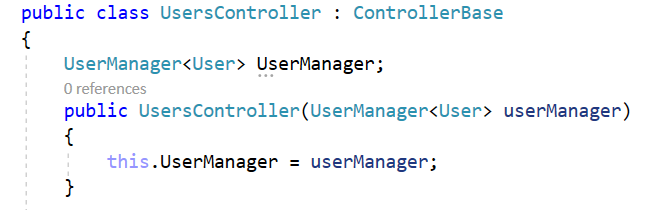 public class UsersController : ControllerBase
{
UserManager<User> UserManager;
0 references
public UsersController(UserManager<User> userManager)
{
this.UserManager = userManager;
}